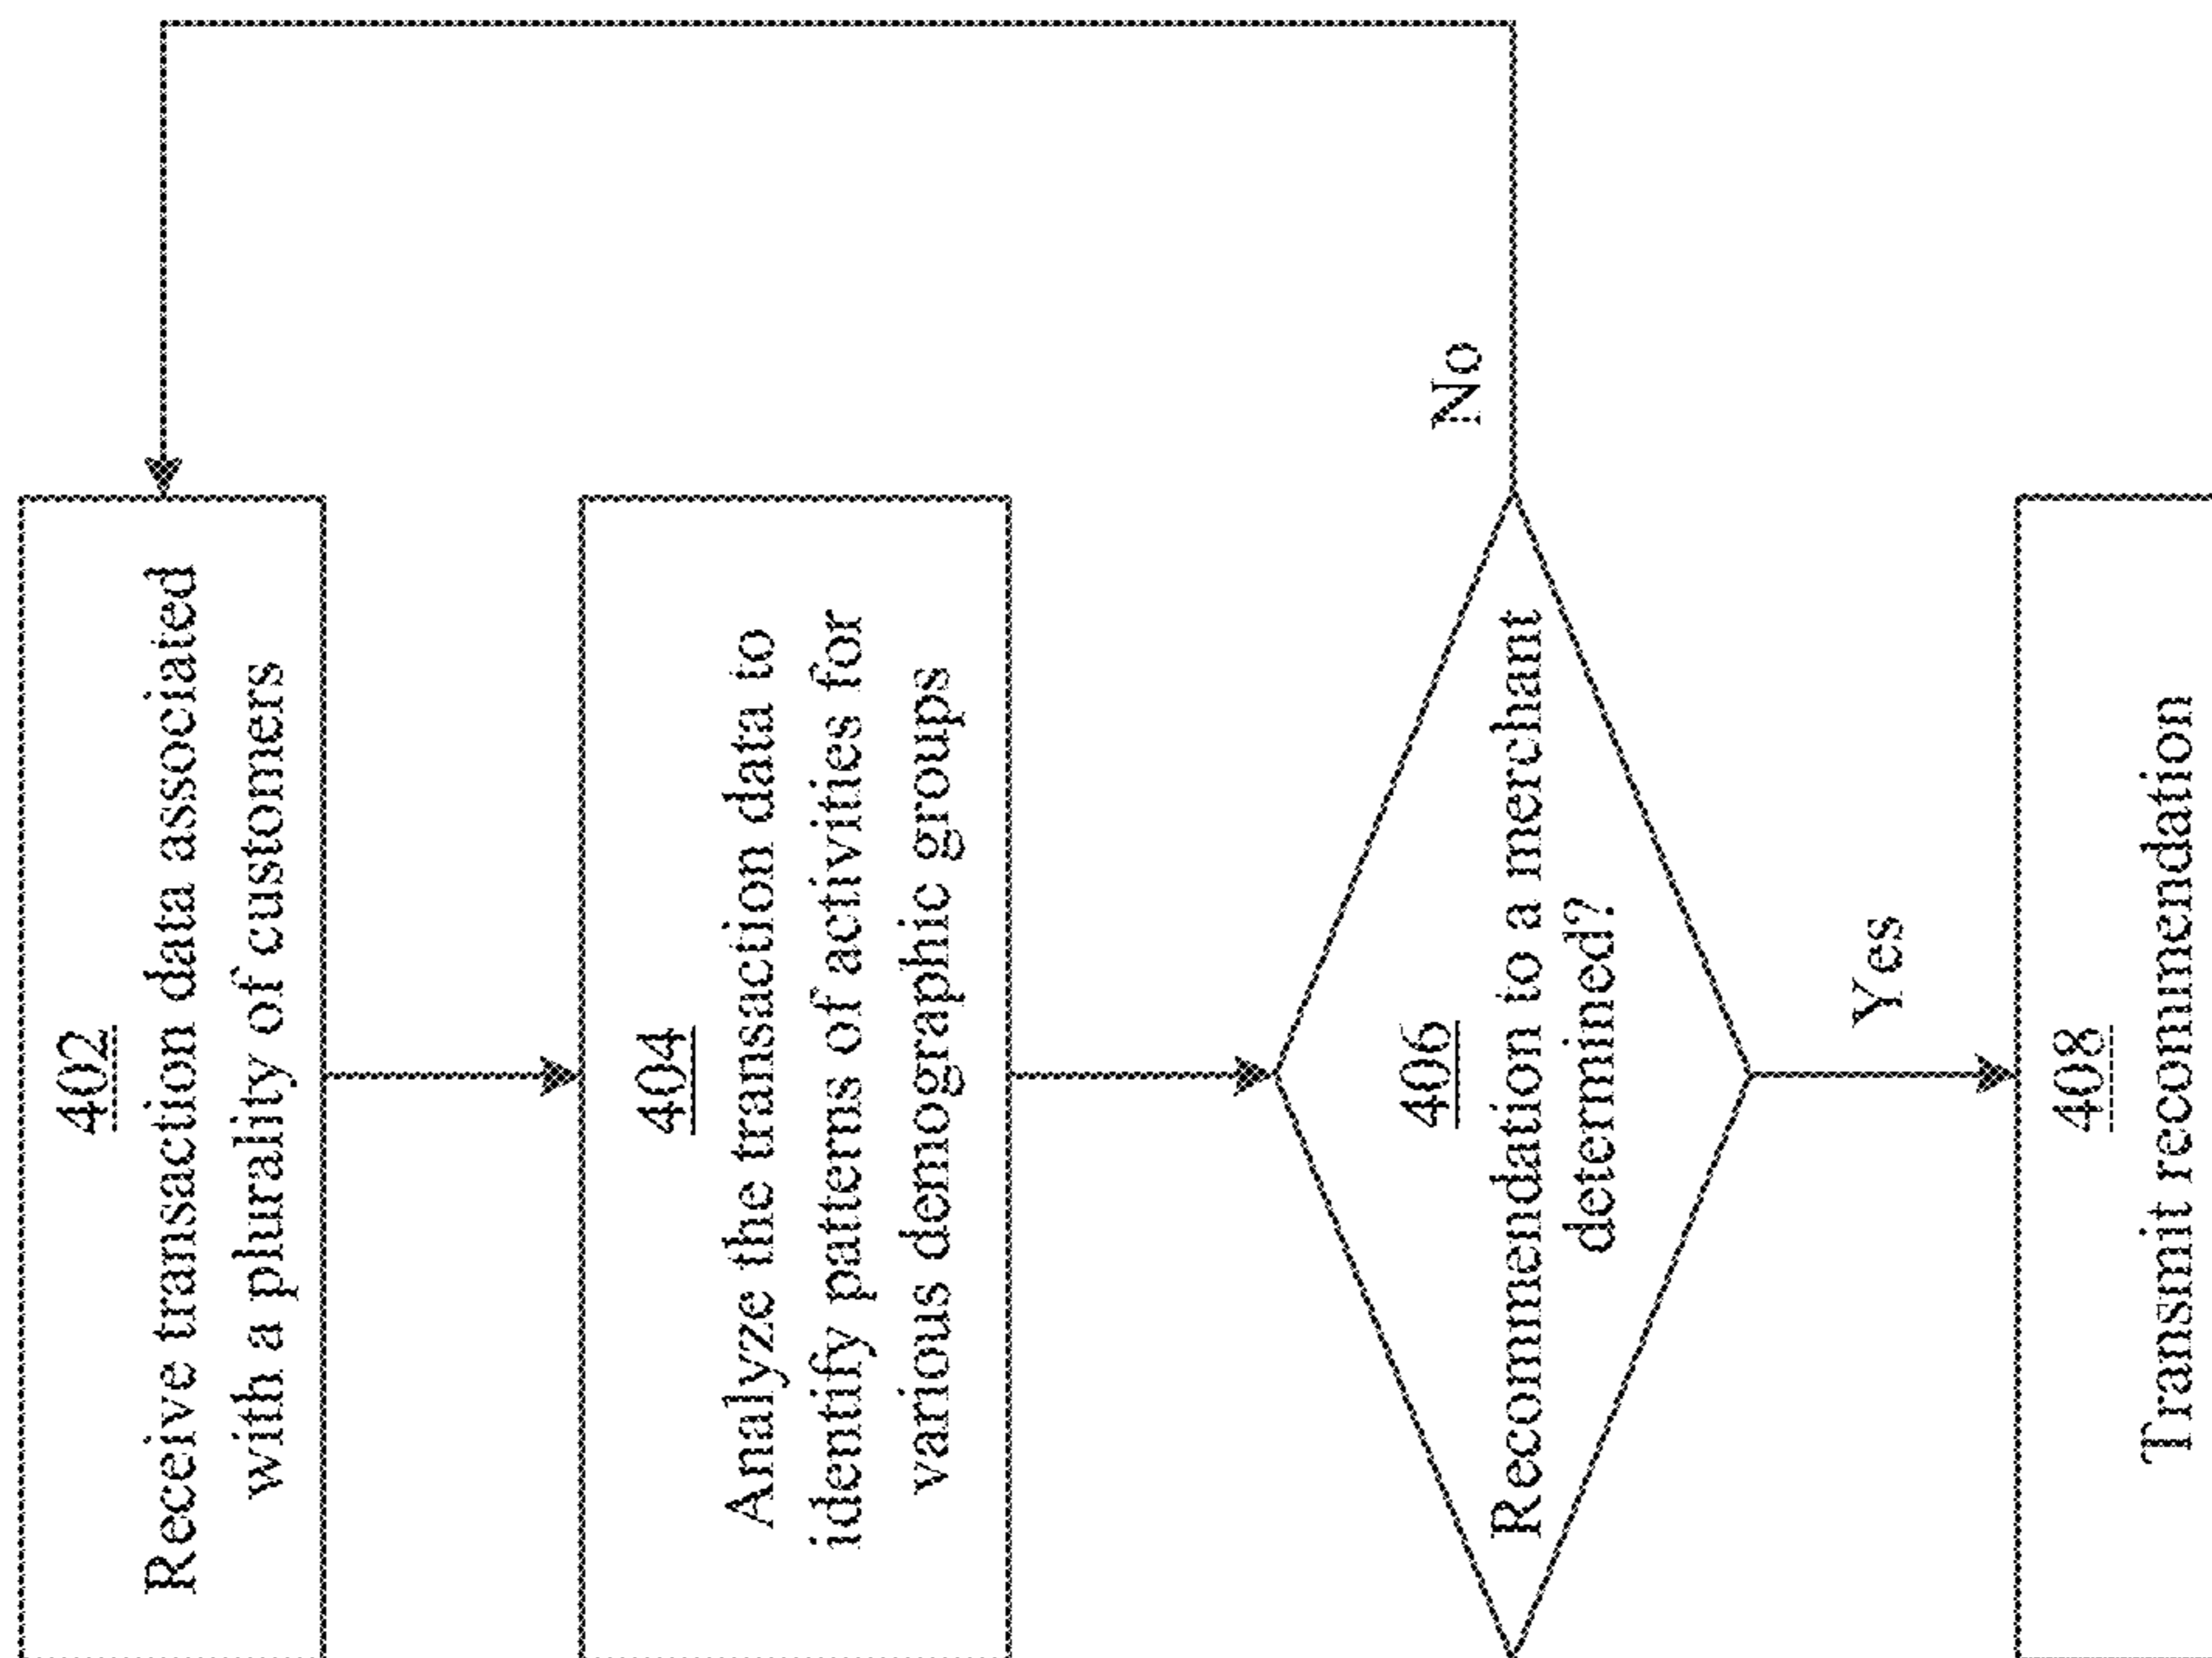 402
Receive transaction data associated
with a plurality of customers
404
Analyze the transaction data to
identify patterns of activities for
various demographic groups
406
Recommendation to a merchant
determined?
No
Yes
408
Transmit recommendation